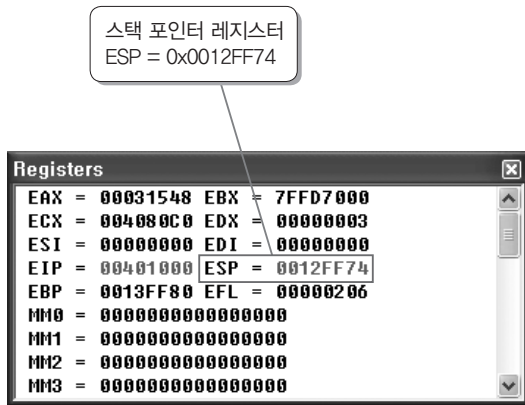 스택 포인터 레지스터
ESP = 0x0012FF74
Registers
EAX = 00031548 EBX = 7FFD7000
ECX = 004080C0 EDX = 00000003
ESI = 00000000 EDI = 00000000
EIP = 00401000 ESP = 0012FF74
EBP = 0013FF80 EFL = 00000206
MM0 = 0000000000000000
MM1 = 0000000000000000
MM2 = 0000000000000000
MM3 = 0000000000000000